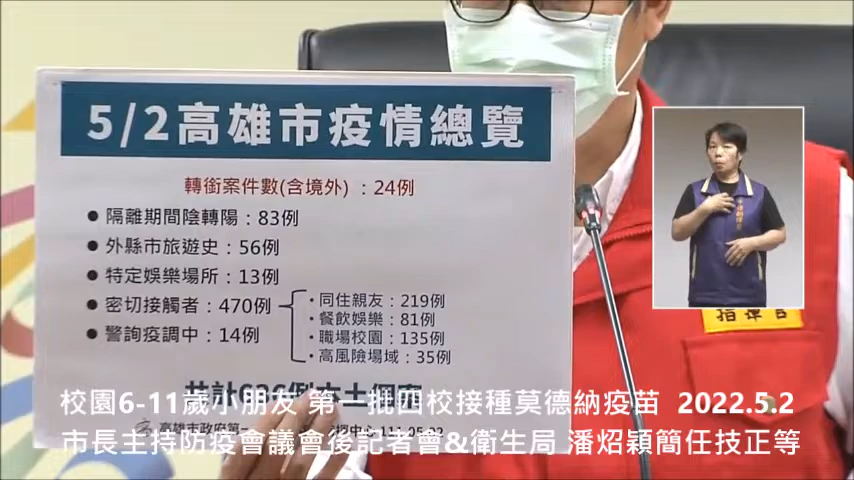 5/2高雄市疫情總覽
轉銜案件數(含境外)：24例
●隔離期間陰轉陽：83例
●外縣市旅遊史：56例
●特定娛樂場所：13例
●密切接觸者：470例
●警詢疫調中：14例
・同住親友：219例
・餐飲娛樂：81例
・職場校園：135例
・高風險場域：35例
指揮官
校園6-11歲小朋友 第一批四校接種莫德納疫苗 2022.5.2
高雄市政府
市長主持防疫會議會後記者會&衛生局 潘炤穎簡任技正等